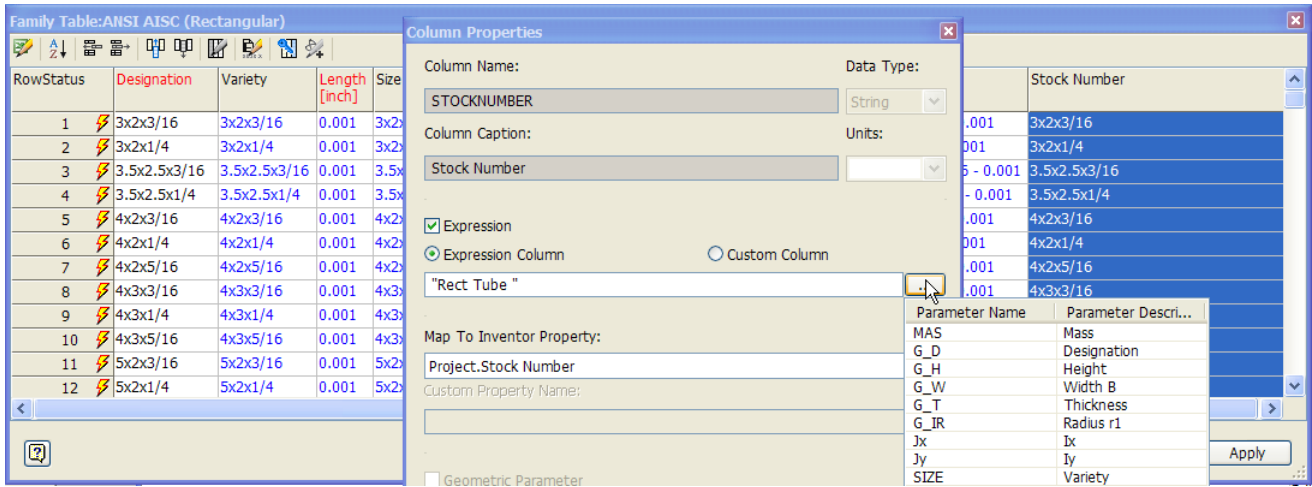 Family Table:ANSI AISC (Rectangular)
Column Properties
RowStatus Designation Variety Length [inch] Size Stock Number
1 3x2x3/16 3x2x3/16 0.001 3x2x .001 3x2x3/16
2 3x2x1/4 3x2x1/4 0.001 3x2x 001 3x2x1/4
3 3.5x2.5x3/16 3.5x2.5x3/16 0.001 3.5x - 0.001 3.5x2.5x3/16
4 3.5x2.5x1/4 3.5x2.5x1/4 0.001 3.5x - 0.001 3.5x2.5x1/4
5 4x2x3/16 4x2x3/16 0.001 4x2x .001 4x2x3/16
6 4x2x1/4 4x2x1/4 0.001 4x2x 001 4x2x1/4
7 4x2x5/16 4x2x5/16 0.001 4x2x .001 4x2x5/16
8 4x3x3/16 4x3x3/16 0.001 4x3x .001 4x3x3/16
9 4x3x1/4 4x3x1/4 0.001 4x3x
10 4x3x5/16 4x3x5/16 0.001 4x3x
11 5x2x3/16 5x2x3/16 0.001 5x2x
12 5x2x1/4 5x2x1/4 0.001 5x2x
Column Name: Data Type:
STOCKNUMBER String
Column Caption: Units:
Stock Number
Expression
Expression Column Custom Column
"Rect Tube " ...
Map To Inventor Property:
Project.Stock Number
Custom Property Name:
Geometric Parameter
Parameter Name Parameter Descri...
MAS Mass
G_D Designation
G_H Height
G_W Width B
G_T Thickness
G_IR Radius r1
Jx Ix
Jy Iy
SIZE Variety
Apply